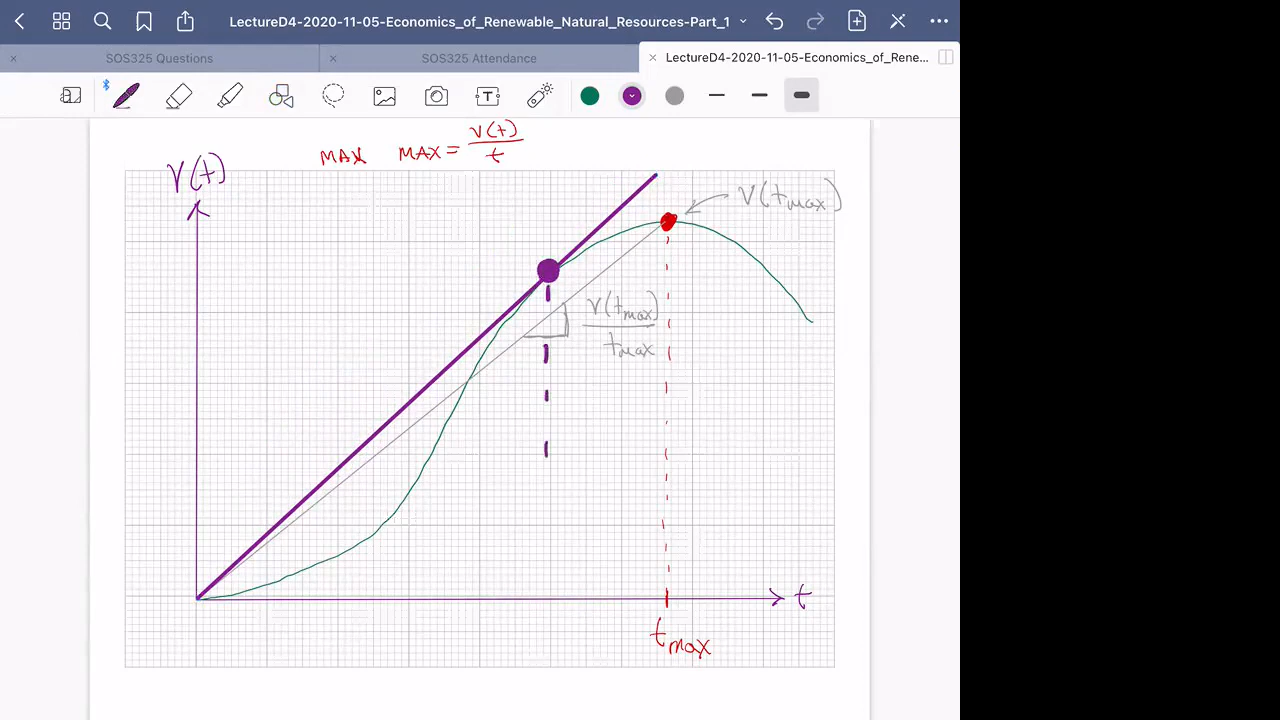 LectureD4-2020-11-05-Economics_of_Renewable_Natural_Resources-Part_1
SOS325 Questions
SOS325 Attendance
LectureD4-2020-11-05-Economics_of_Rene...
T
MAX MAX = V(t)
t
V(t)
V(tmax)
V(tmax)
tmax
t
tmax